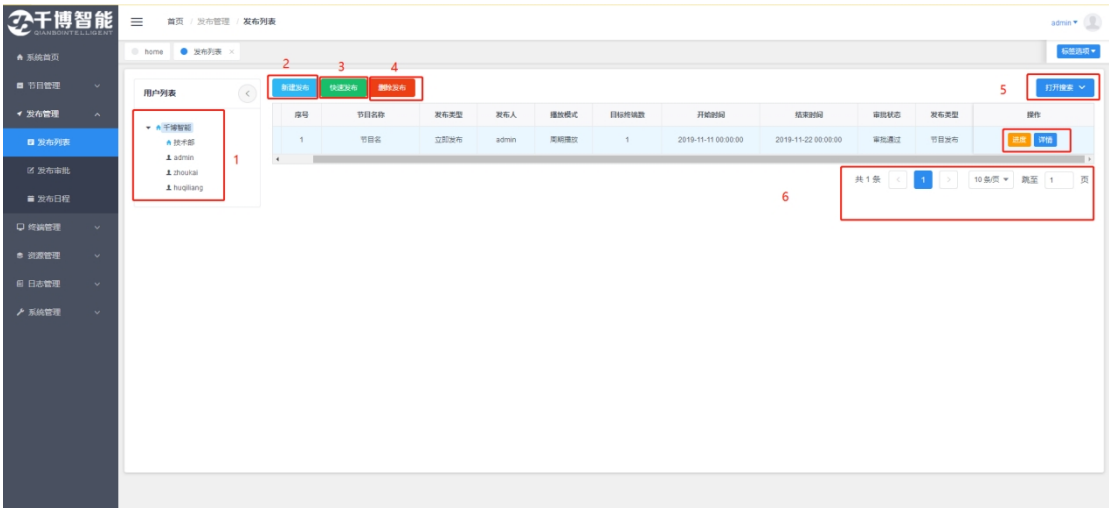 千博智能
QIANBOINTELLIGENT
首页 / 发布管理 / 发布列表
admin
系统首页
节目管理
发布管理
发布列表
发布审批
发布日程
终端管理
资源管理
日志管理
系统管理
home
发布列表 ×
标签选项
用户列表
千博智能
技术部
admin
zhoukai
huqiliang
1
2
3
4
新建发布
快速发布
删除发布
5
打开搜索
序号 节目名称 发布类型 发布人 播放模式 目标终端数 开始时间 结束时间 审批状态 发布类型 操作
1 节目名 立即发布 admin 周期播放 1 2019-11-11 00:00:00 2019-11-22 00:00:00 审批通过 节目发布 进度 详情
6
共 1 条 < 1 > 10 条/页 跳至 1 页